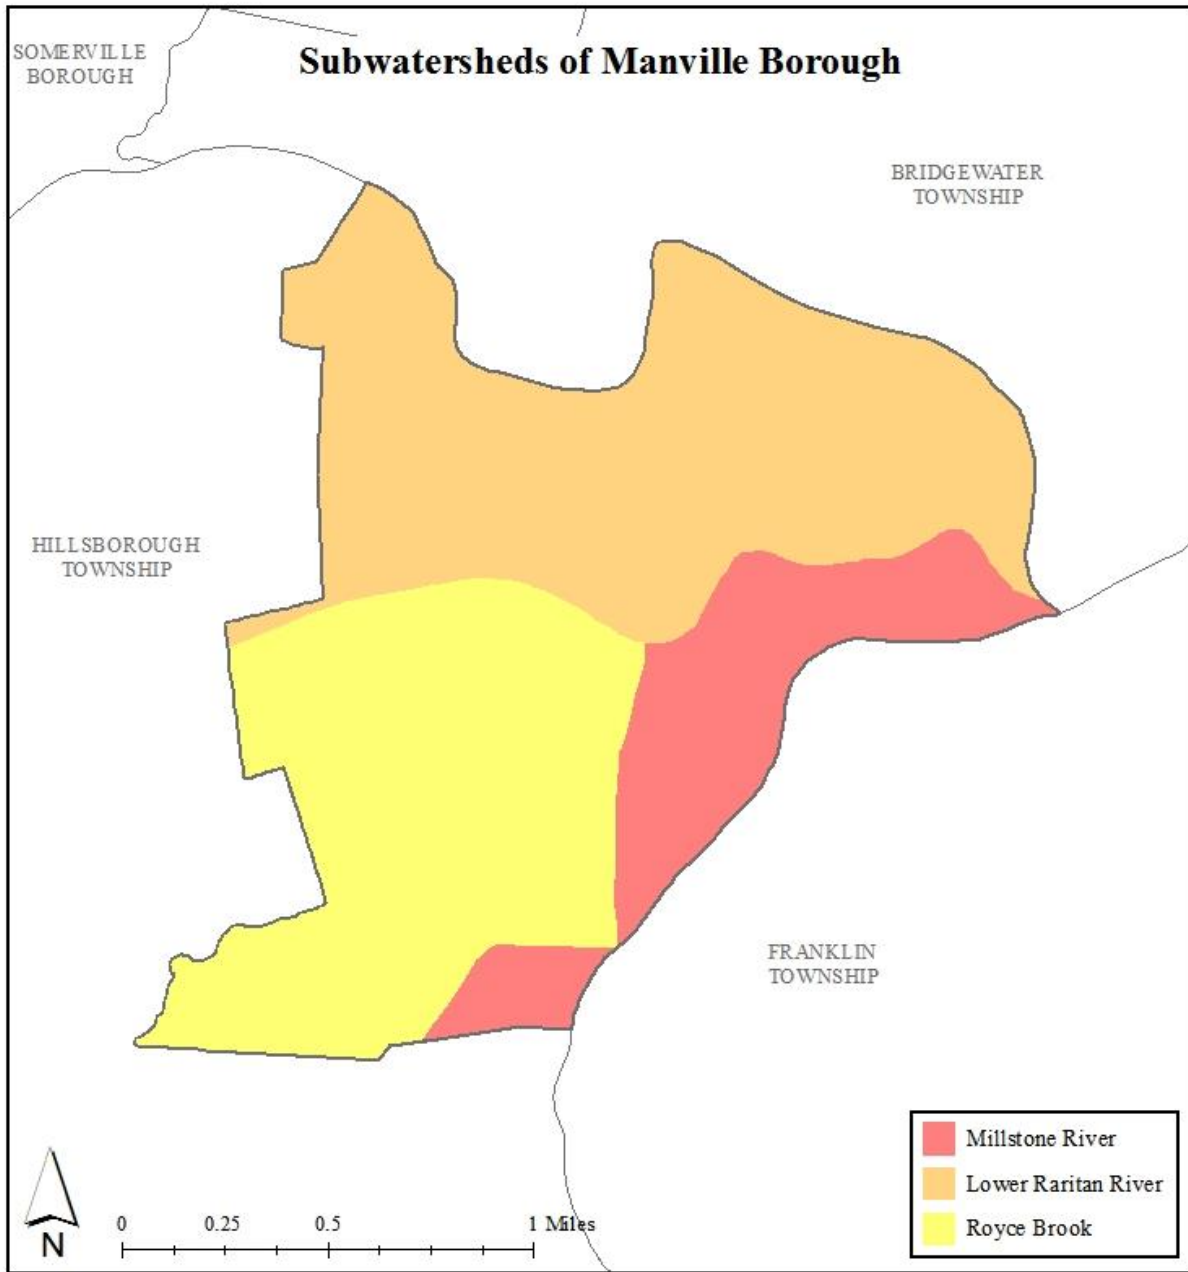 SOMERVILLE
BOROUGH
Subwatersheds of Manville Borough
BRIDGEWATER
TOWNSHIP
HILLSBOROUGH
TOWNSHIP
FRANKLIN
TOWNSHIP
Millstone River
Lower Raritan River
Royce Brook
0 0.25 0.5 1 Miles
N